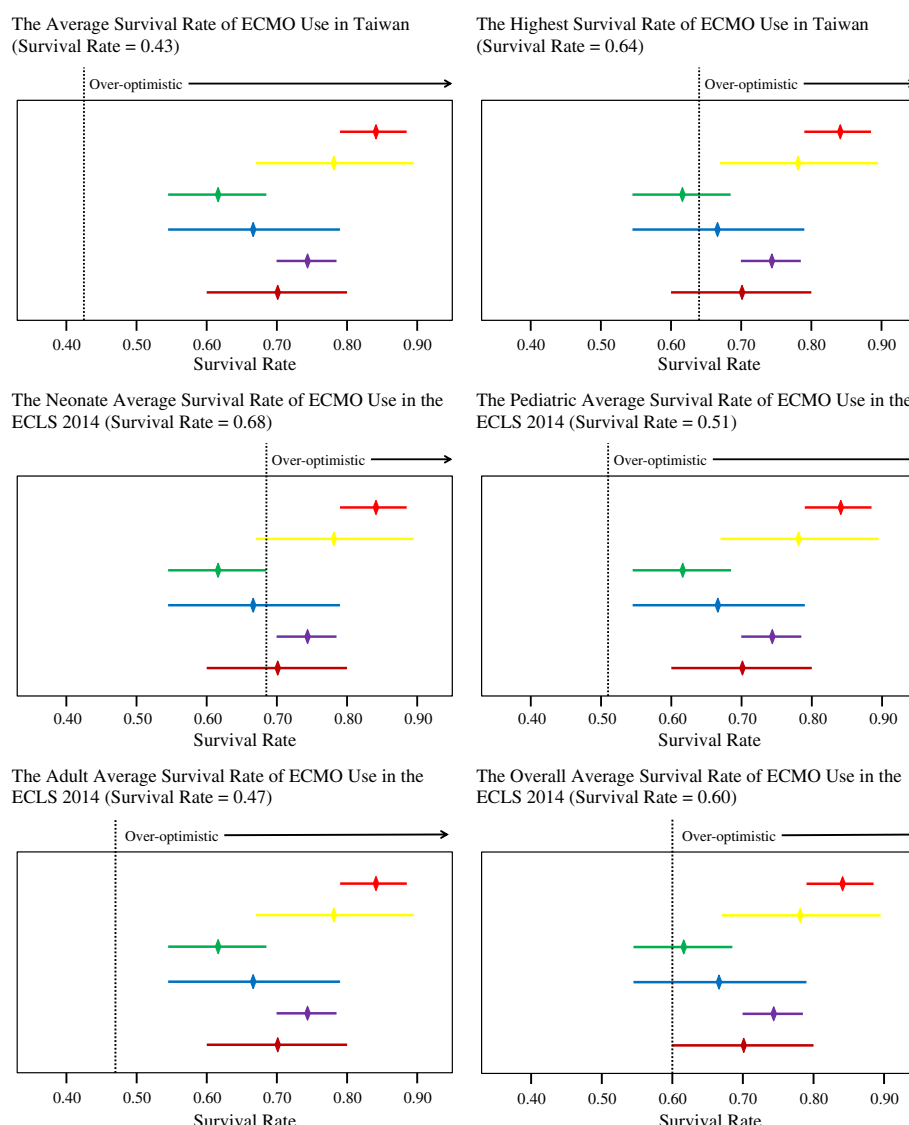 The Average Survival Rate of ECMO Use in Taiwan
(Survival Rate = 0.43)
Over-optimistic
0.40 0.50 0.60 0.70 0.80 0.90
Survival Rate
The Highest Survival Rate of ECMO Use in Taiwan
(Survival Rate = 0.64)
Over-optimistic
0.40 0.50 0.60 0.70 0.80 0.90
Survival Rate
The Neonate Average Survival Rate of ECMO Use in the
ECLS 2014 (Survival Rate = 0.68)
Over-optimistic
0.40 0.50 0.60 0.70 0.80 0.90
Survival Rate
The Pediatric Average Survival Rate of ECMO Use in the
ECLS 2014 (Survival Rate = 0.51)
Over-optimistic
0.40 0.50 0.60 0.70 0.80 0.90
Survival Rate
The Adult Average Survival Rate of ECMO Use in the
ECLS 2014 (Survival Rate = 0.47)
Over-optimistic
0.40 0.50 0.60 0.70 0.80 0.90
Survival Rate
The Overall Average Survival Rate of ECMO Use in the
ECLS 2014 (Survival Rate = 0.60)
Over-optimistic
0.40 0.50 0.60 0.70 0.80 0.90
Survival Rate